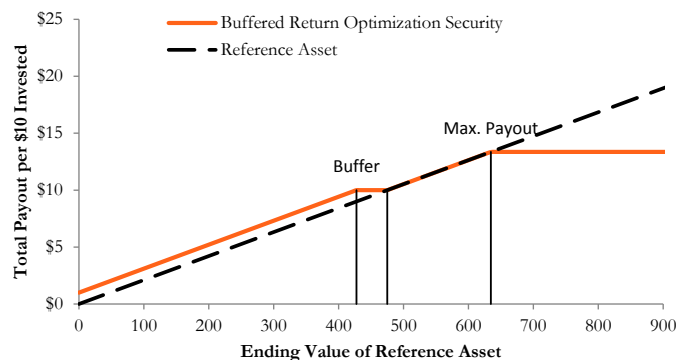 Buffered Return Optimization Security
Reference Asset
Total Payout per $10 Invested
$25
$20
$15
$10
$5
$0
Max. Payout
Buffer
0 100 200 300 400 500 600 700 800 900
Ending Value of Reference Asset